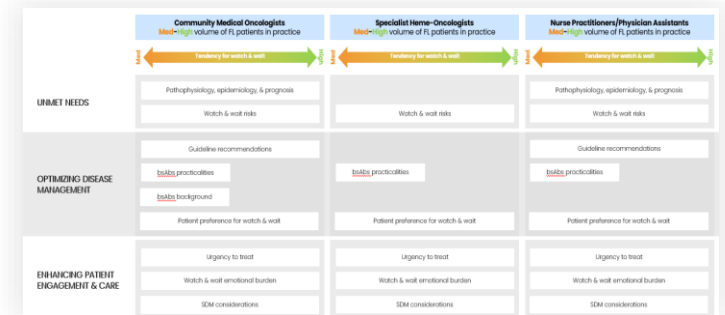 Community Medical Oncologists
Med-High volume of FL patients in practice
Specialist Heme-Oncologists
Med-High volume of FL patients in practice
Nurse Practitioners/Physician Assistants
Med-High volume of FL patients in practice
Med
Tendency for watch & wait
High
Med
Tendency for watch & wait
High
Med
Tendency for watch & wait
High
UNMET NEEDS
Pathophysiology, epidemiology, & prognosis
Watch & wait risks
Watch & wait risks
Pathophysiology, epidemiology, & prognosis
Watch & wait risks
OPTIMIZING DISEASE
MANAGEMENT
Guideline recommendations
bsAbs practicalities
bsAbs background
Patient preference for watch & wait
bsAbs practicalities
Patient preference for watch & wait
Guideline recommendations
bsAbs practicalities
Patient preference for watch & wait
ENHANCING PATIENT
ENGAGEMENT & CARE
Urgency to treat
Watch & wait emotional burden
SDM considerations
Urgency to treat
Watch & wait emotional burden
SDM considerations
Urgency to treat
Watch & wait emotional burden
SDM considerations